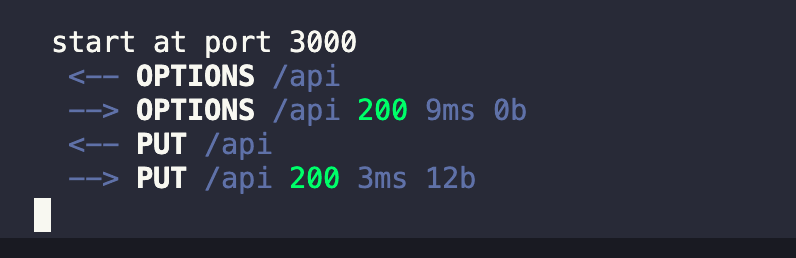 start at port 3000
<-- OPTIONS /api
--> OPTIONS /api 200 9ms 0b
<-- PUT /api
--> PUT /api 200 3ms 12b